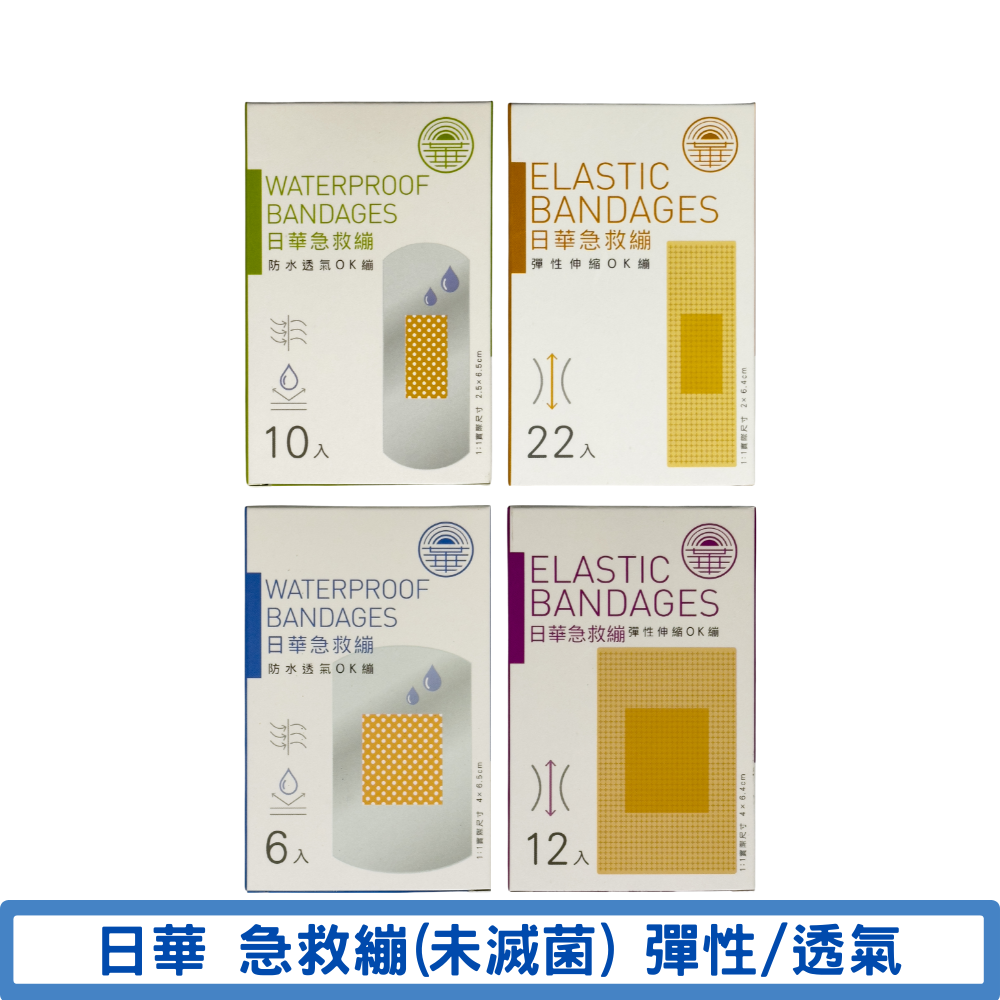 華
WATERPROOF
BANDAGES
日華急救繃
防水透氣OK繃
10入
1:1實際尺寸 2.5×6.5cm
華
ELASTIC
BANDAGES
日華急救繃
彈性伸縮OK繃
22入
1:1實際尺寸 2×6.4cm
華
WATERPROOF
BANDAGES
日華急救繃
防水透氣OK繃
6入
1:1實際尺寸 4×6.5cm
華
ELASTIC
BANDAGES
日華急救繃 彈性伸縮OK繃
12入
1:1實際尺寸 4×6.4cm
日華 急救繃(未滅菌) 彈性/透氣